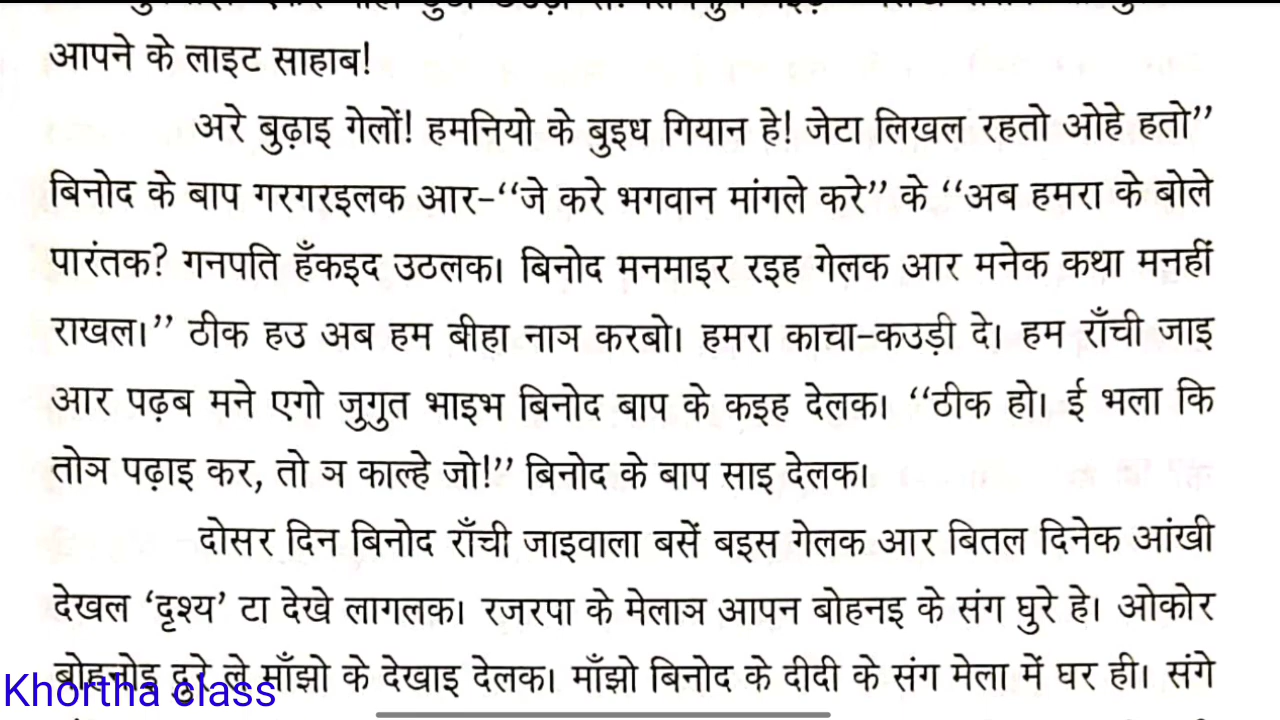 आपने के लाइट साहाब!
अरे बुढ़ाइ गेलों! हमनियो के बुइध गियान हे! जेटा लिखल रहतो ओहे हतो”
बिनोद के बाप गरगरइलक आर-“जे करे भगवान मांगले करे” के “अब हमरा के बोले
पारंतक? गनपति हँकइद उठलक। बिनोद मनमाइर रइह गेलक आर मनेक कथा मनहीं
राखल।” ठीक हउ अब हम बीहा नाञ करबो। हमरा काचा-कउड़ी दे। हम राँची जाइ
आर पढ़ब मने एगो जुगुत भाइभ बिनोद बाप के कइह देलक। “ठीक हो। ई भला कि
तोञ पढ़ाइ कर, तो ञ काल्हे जो!” बिनोद के बाप साइ देलक।
दोसर दिन बिनोद राँची जाइवाला बसें बइस गेलक आर बितल दिनेक आंखी
देखल ‘दृश्य’ टा देखे लागलक। रजरपा के मेलाञ आपन बोहनइ के संग घुरे हे। ओकोर
बोहनोइ दुरे ले माँझो के देखाइ देलक। माँझो बिनोद के दीदी के संग मेला में घर ही। संगे
Khortha class